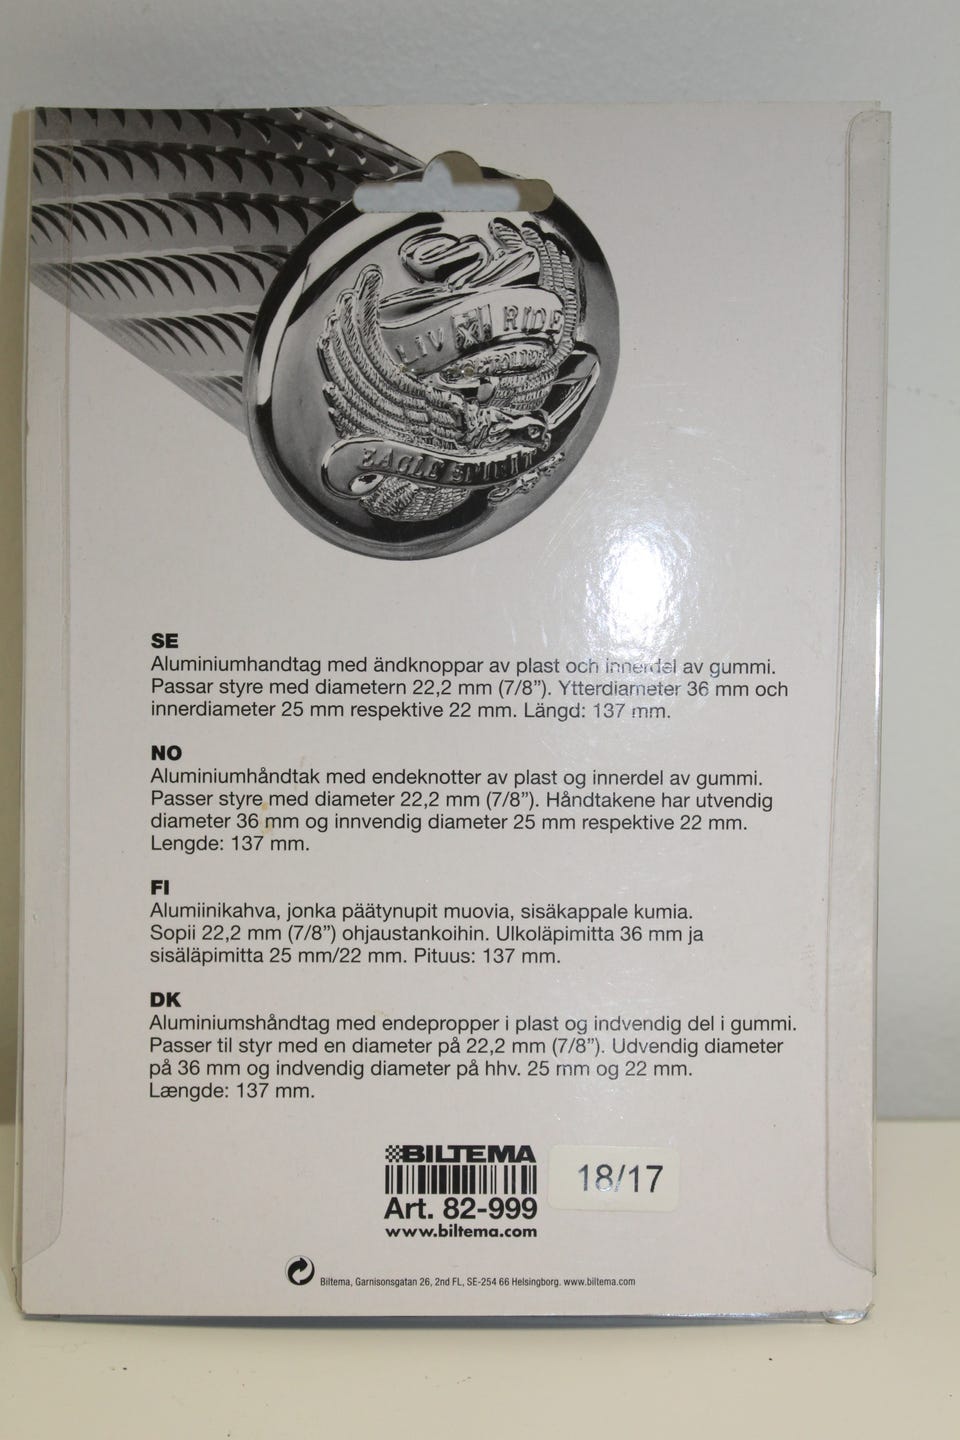 LIV RIDE
EAGLE SPIRIT
SE
Aluminiumhandtag med ändknoppar av plast och innerdel av gummi.
Passar styre med diametern 22,2 mm (7/8”). Ytterdiameter 36 mm och
innerdiameter 25 mm respektive 22 mm. Längd: 137 mm.
NO
Aluminiumhåndtak med endeknotter av plast og innerdel av gummi.
Passer styre med diameter 22,2 mm (7/8”). Håndtakene har utvendig
diameter 36 mm og innvendig diameter 25 mm respektive 22 mm.
Lengde: 137 mm.
FI
Alumiinikahva, jonka päätynupit muovia, sisäkappale kumia.
Sopii 22,2 mm (7/8”) ohjaustankoihin. Ulkoläpimitta 36 mm ja
sisäläpimitta 25 mm/22 mm. Pituus: 137 mm.
DK
Aluminiumshåndtag med endepropper i plast og indvendig del i gummi.
Passer til styr med en diameter på 22,2 mm (7/8”). Udvendig diameter
på 36 mm og indvendig diameter på hhv. 25 mm og 22 mm.
Længde: 137 mm.
BILTEMA
18/17
Art. 82-999
www.biltema.com
Biltema, Garnisonsgatan 26, 2nd FL, SE-254 66 Helsingborg. www.biltema.com